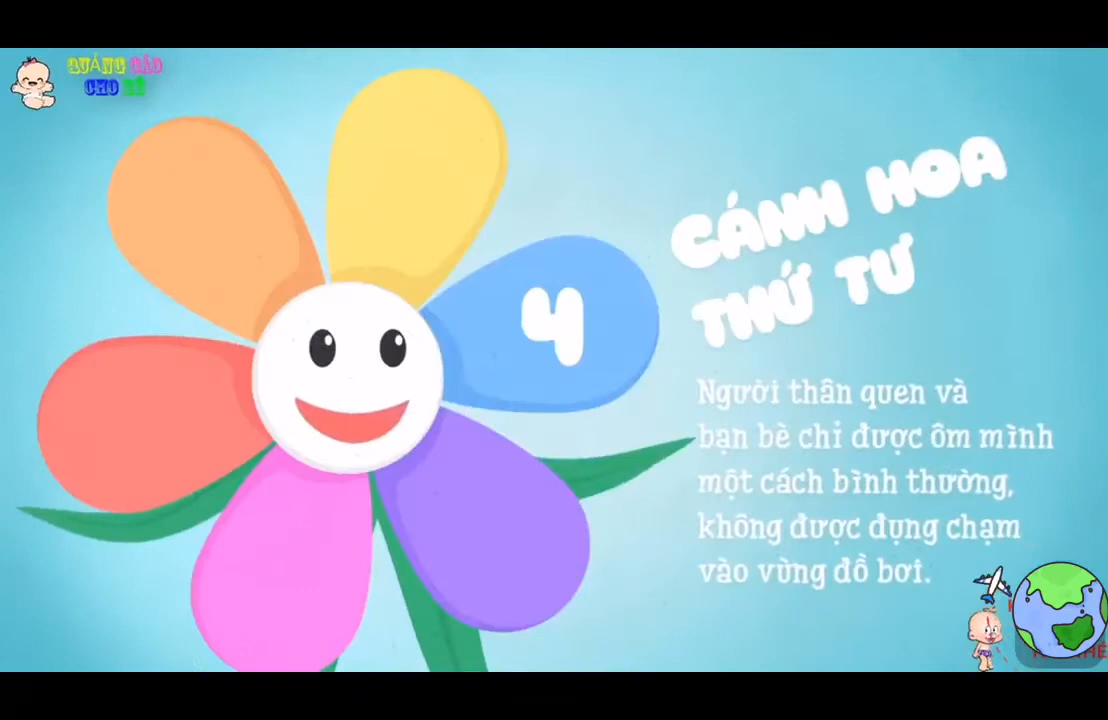 QUẢNG CÁO
CHO BÉ
CÁNH HOA
THỨ TƯ
4
Người thân quen và
bạn bè chỉ được ôm mình
một cách bình thường,
không được đụng chạm
vào vùng đồ bơi.